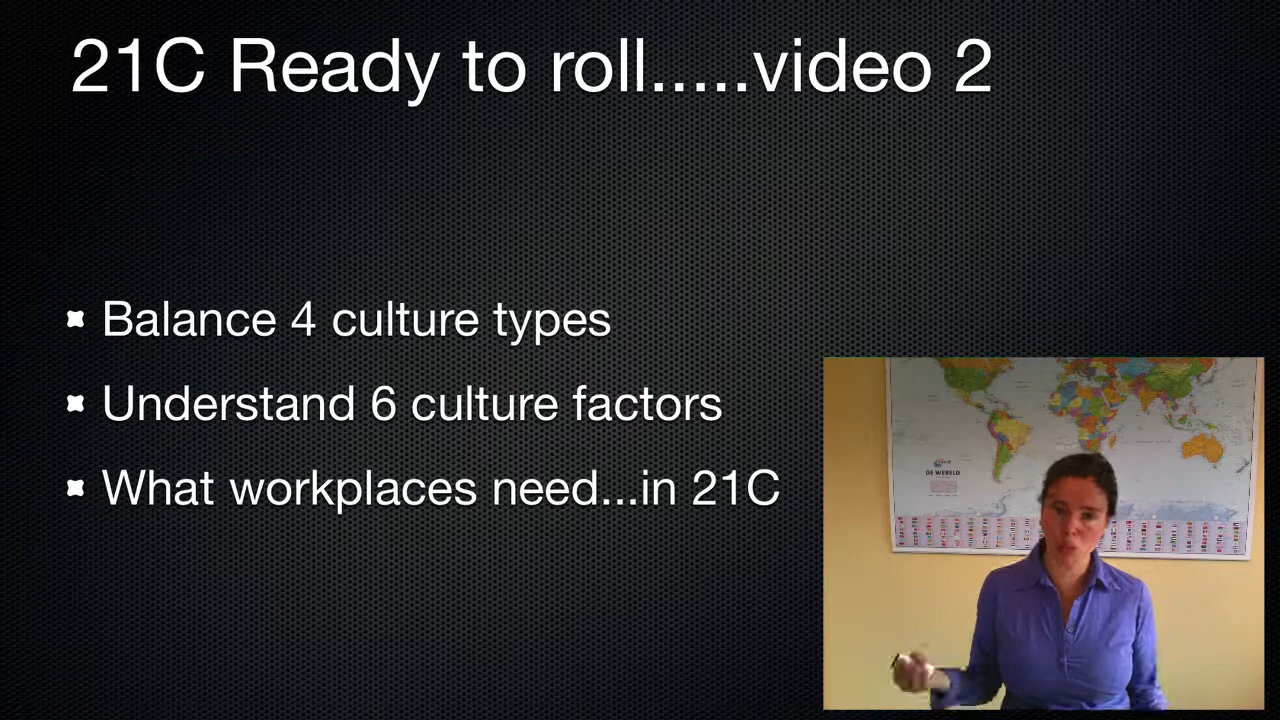 21C Ready to roll.....video 2
Balance 4 culture types
Understand 6 culture factors
What workplaces need...in 21C
DE WERELD